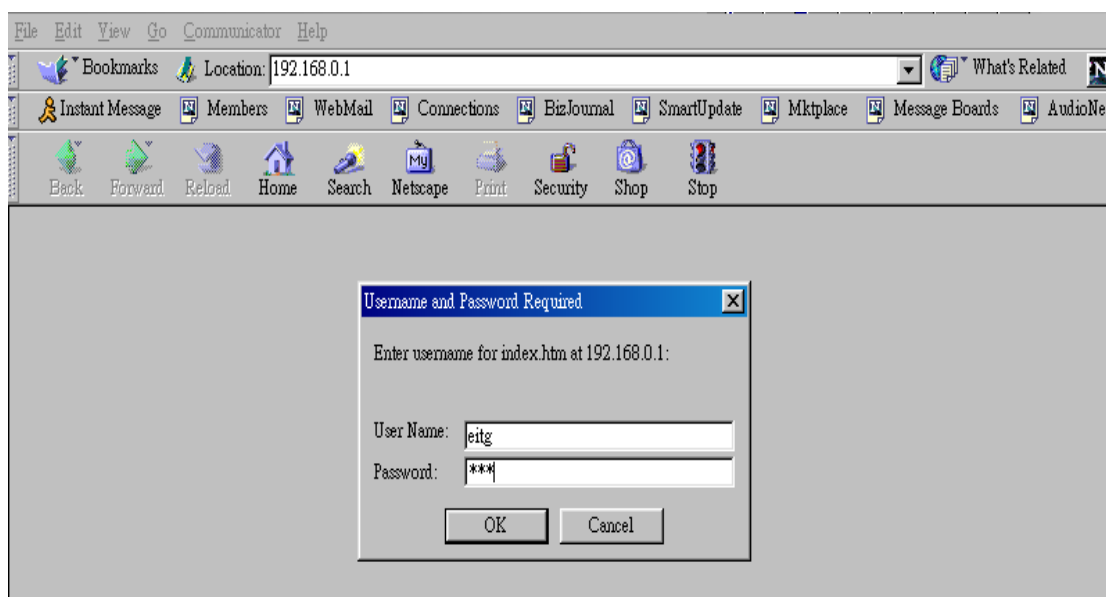 File Edit View Go Communicator Help
Bookmarks Location: 192.168.0.1 What's Related N
Instant Message Members WebMail Connections BizJournal SmartUpdate Mktplace Message Boards AudioNe
My
Back Forward Reload Home Search Netscape Print Security Shop Stop
Username and Password Required
Enter username for index.htm at 192.168.0.1:
User Name: eitg
Password: ***
OK Cancel